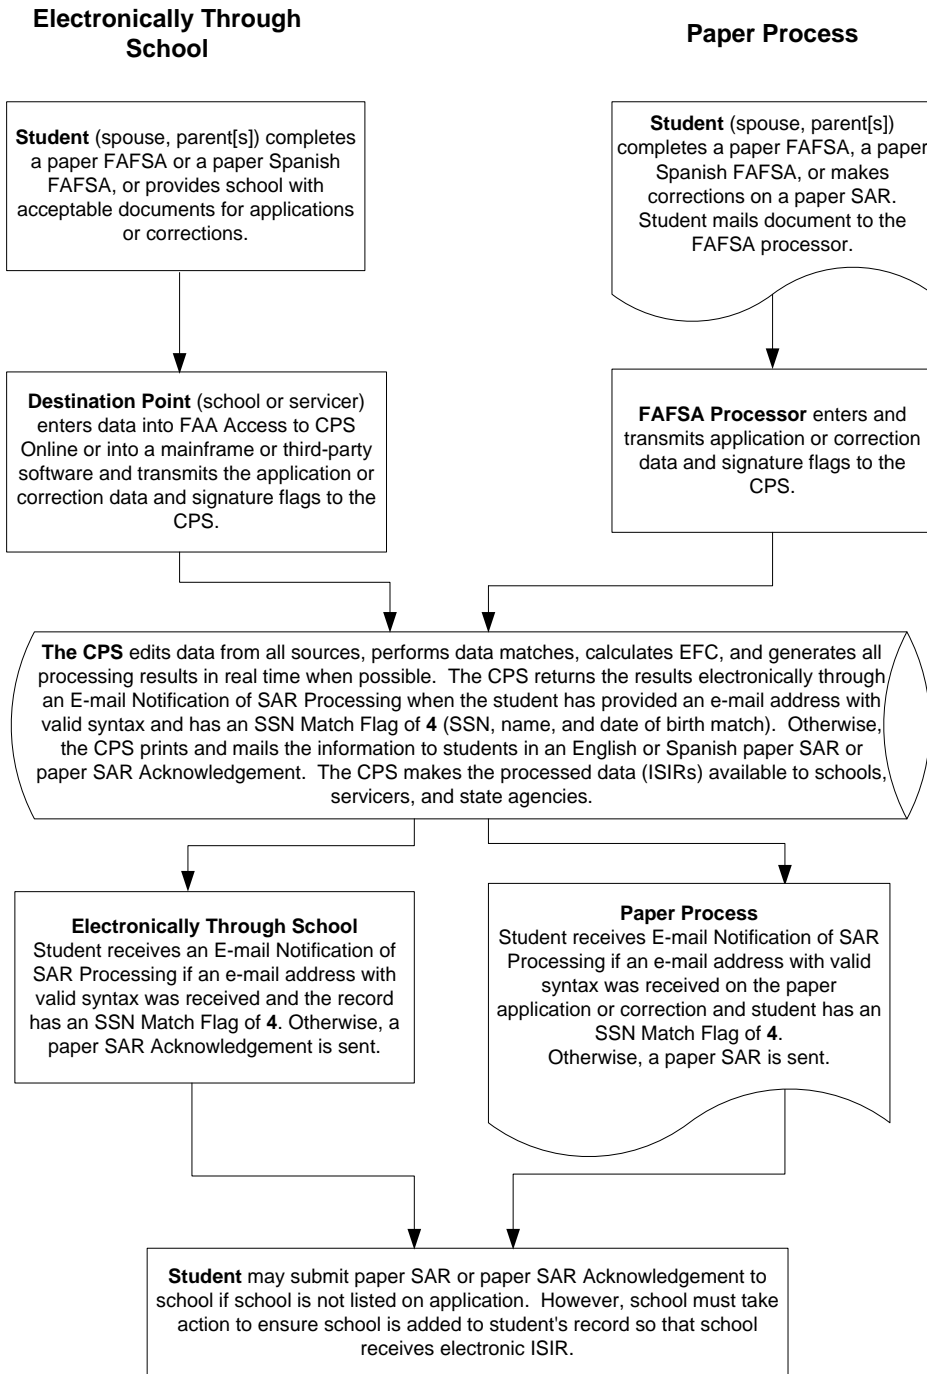 Electronically Through
School
Paper Process
Student (spouse, parent[s]) completes
a paper FAFSA or a paper Spanish
FAFSA, or provides school with
acceptable documents for applications
or corrections.
Student (spouse, parent[s])
completes a paper FAFSA, a paper
Spanish FAFSA, or makes
corrections on a paper SAR.
Student mails document to the
FAFSA processor.
Destination Point (school or servicer)
enters data into FAA Access to CPS
Online or into a mainframe or third-party
software and transmits the application or
correction data and signature flags to the
CPS.
FAFSA Processor enters and
transmits application or correction
data and signature flags to the
CPS.
The CPS edits data from all sources, performs data matches, calculates EFC, and generates all
processing results in real time when possible.  The CPS returns the results electronically through
an E-mail Notification of SAR Processing when the student has provided an e-mail address with
valid syntax and has an SSN Match Flag of 4 (SSN, name, and date of birth match).  Otherwise,
the CPS prints and mails the information to students in an English or Spanish paper SAR or
paper SAR Acknowledgement.  The CPS makes the processed data (ISIRs) available to schools,
servicers, and state agencies.
Electronically Through School
Student receives an E-mail Notification of
SAR Processing if an e-mail address with
valid syntax was received and the record
has an SSN Match Flag of 4. Otherwise, a
paper SAR Acknowledgement is sent.
Paper Process
Student receives E-mail Notification of SAR
Processing if an e-mail address with valid
syntax was received on the paper
application or correction and student has an
SSN Match Flag of 4.
Otherwise, a paper SAR is sent.
Student may submit paper SAR or paper SAR Acknowledgement to
school if school is not listed on application.  However, school must take
action to ensure school is added to student's record so that school
receives electronic ISIR.